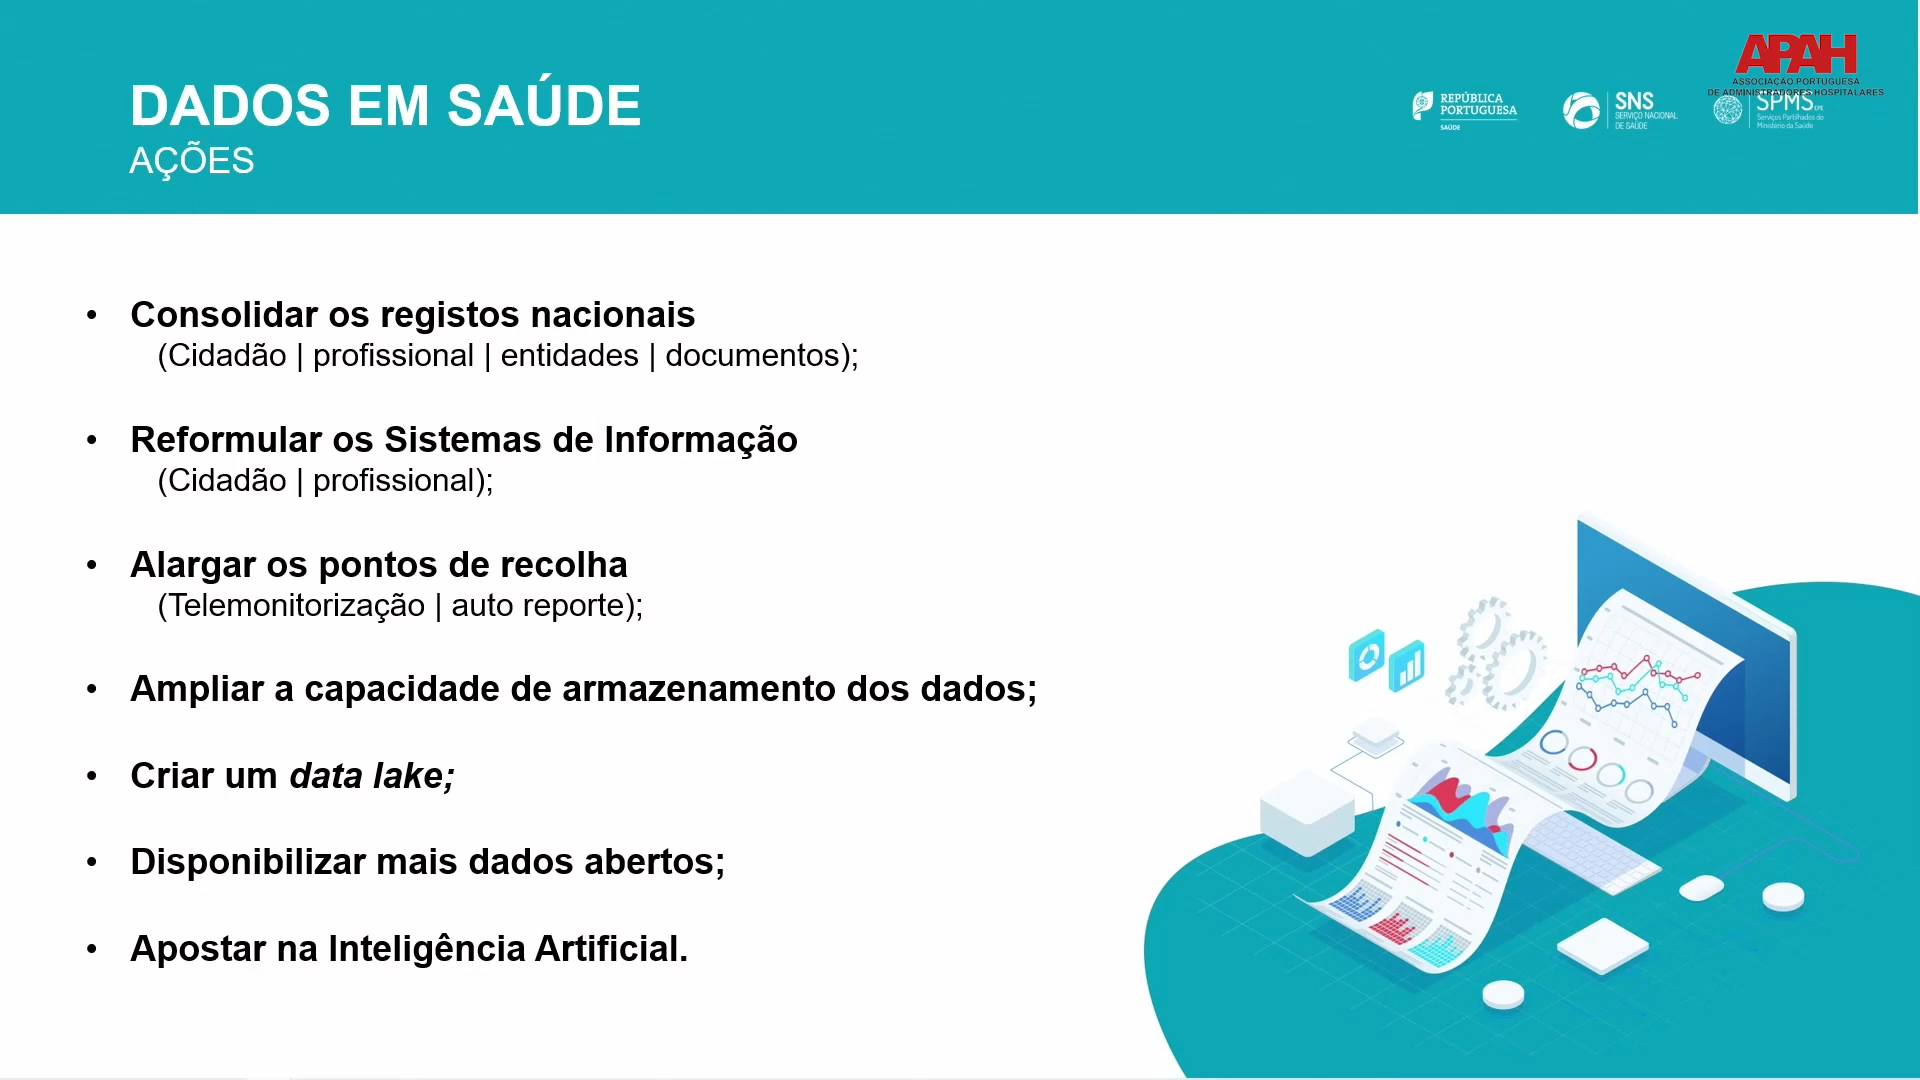 APAH
ASSOCIAÇÃO PORTUGUESA
DE ADMINISTRADORES HOSPITALARES
DADOS EM SAÚDE
AÇÕES
REPÚBLICA
PORTUGUESA
SAÚDE
SNS
SERVIÇO NACIONAL
DE SAÚDE
SPMS EPE
Serviços Partilhados do
Ministério da Saúde
• Consolidar os registos nacionais
(Cidadão | profissional | entidades | documentos);
• Reformular os Sistemas de Informação
(Cidadão | profissional);
• Alargar os pontos de recolha
(Telemonitorização | auto reporte);
• Ampliar a capacidade de armazenamento dos dados;
• Criar um data lake;
• Disponibilizar mais dados abertos;
• Apostar na Inteligência Artificial.